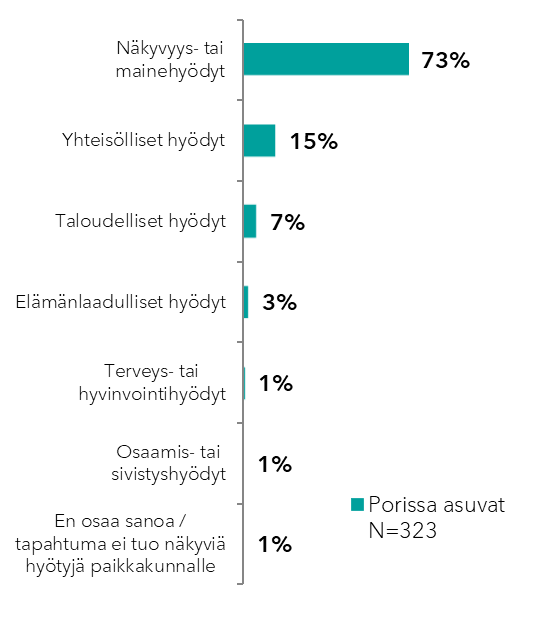 Näkyvyys- tai
mainehyödyt
73%
Yhteisölliset hyödyt
15%
Taloudelliset hyödyt
7%
Elämänlaadulliset hyödyt
3%
Terveys- tai
hyvinvointihyödyt
1%
Osaamis- tai
sivistyshyödyt
1%
En osaa sanoa /
tapahtuma ei tuo näkyviä
hyötyjä paikkakunnalle
1%
Porissa asuvat
N=323